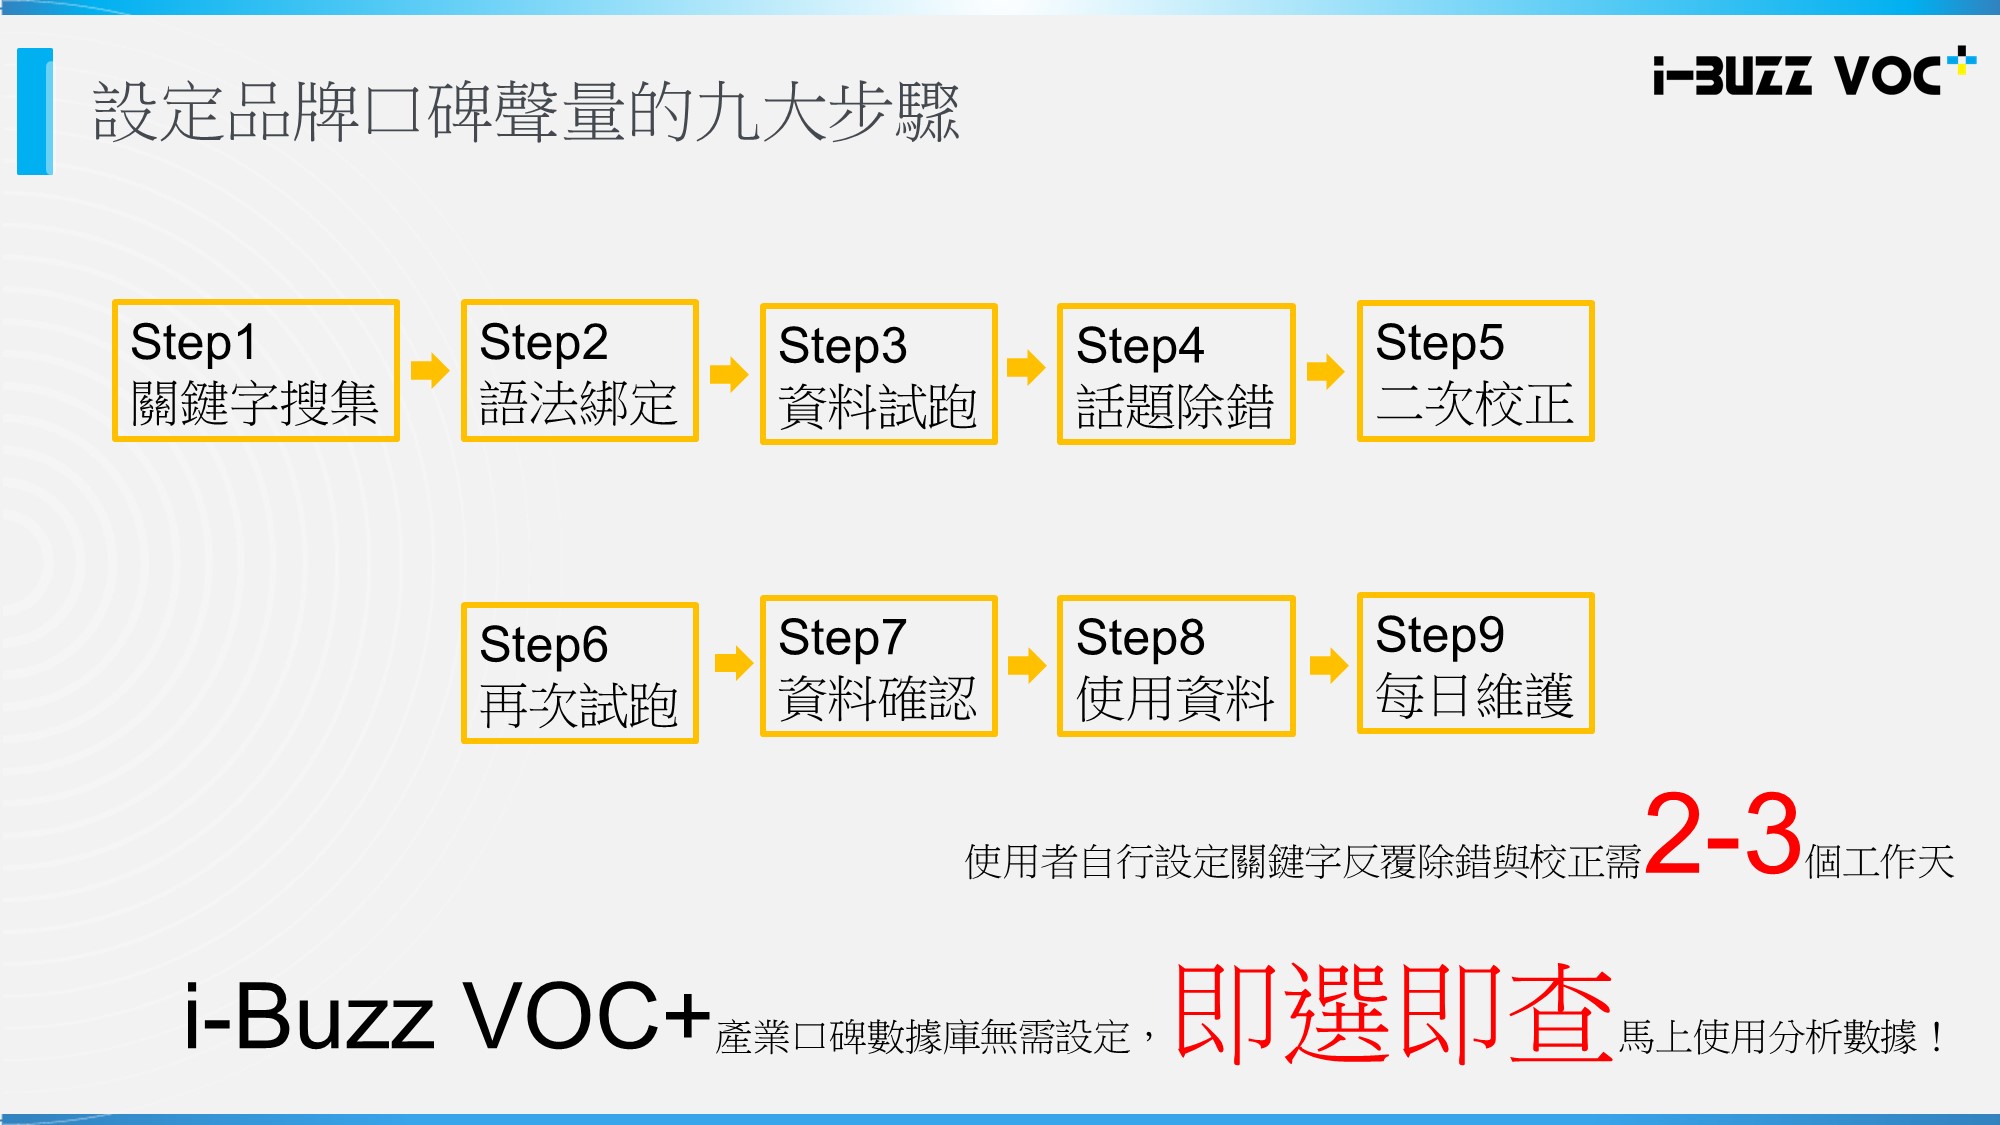 設定品牌口碑聲量的九大步驟
i-BUZZ VOC+
Step1
關鍵字搜集
Step2
語法綁定
Step3
資料試跑
Step4
話題除錯
Step5
二次校正
Step6
再次試跑
Step7
資料確認
Step8
使用資料
Step9
每日維護
使用者自行設定關鍵字反覆除錯與校正需2-3個工作天
i-Buzz VOC+產業口碑數據庫無需設定，即選即查馬上使用分析數據！